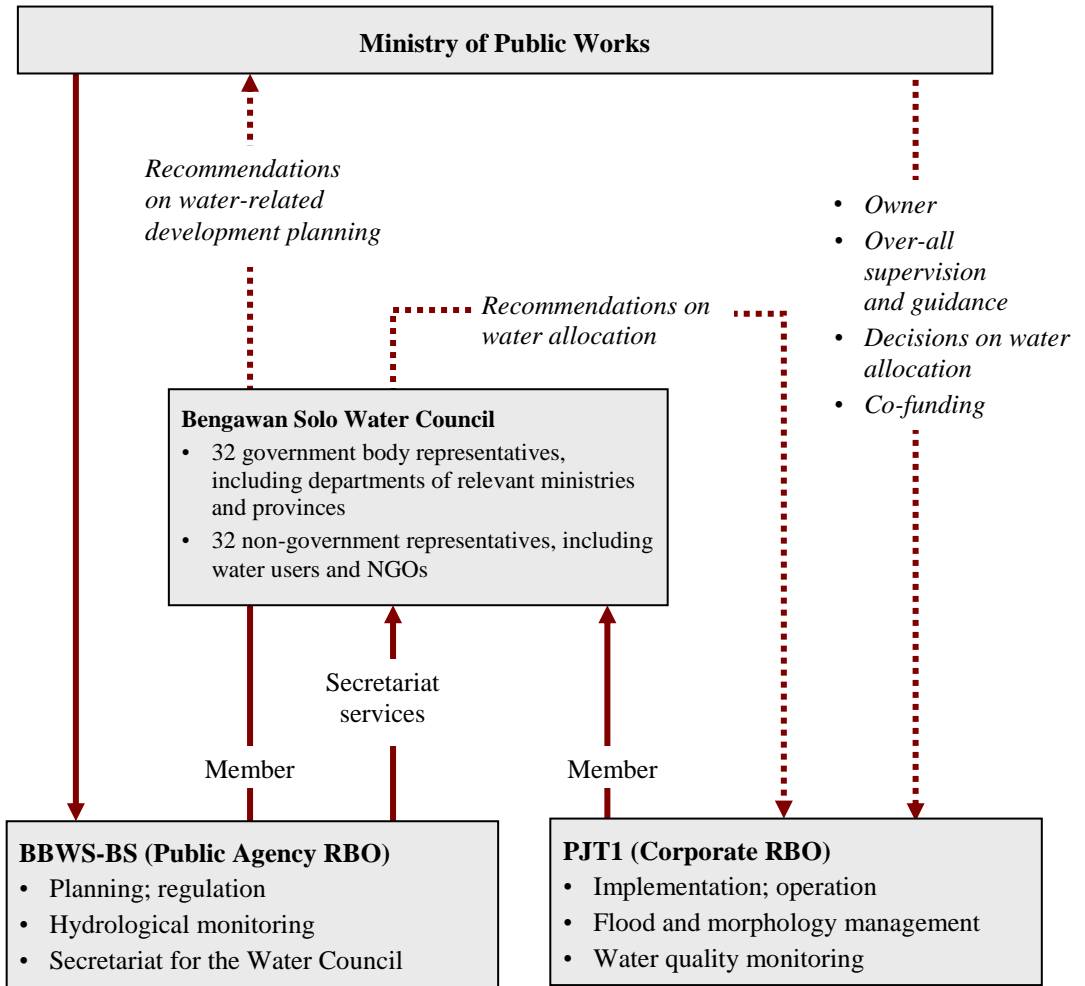 Ministry of Public Works
Recommendations
on water-related
development planning
• Owner
• Over-all
supervision
and guidance
• Decisions on water
allocation
• Co-funding
Recommendations on
water allocation
Bengawan Solo Water Council
• 32 government body representatives,
including departments of relevant ministries
and provinces
• 32 non-government representatives, including
water users and NGOs
Secretariat
services
Member
Member
BBWS-BS (Public Agency RBO)
• Planning; regulation
• Hydrological monitoring
• Secretariat for the Water Council
PJT1 (Corporate RBO)
• Implementation; operation
• Flood and morphology management
• Water quality monitoring